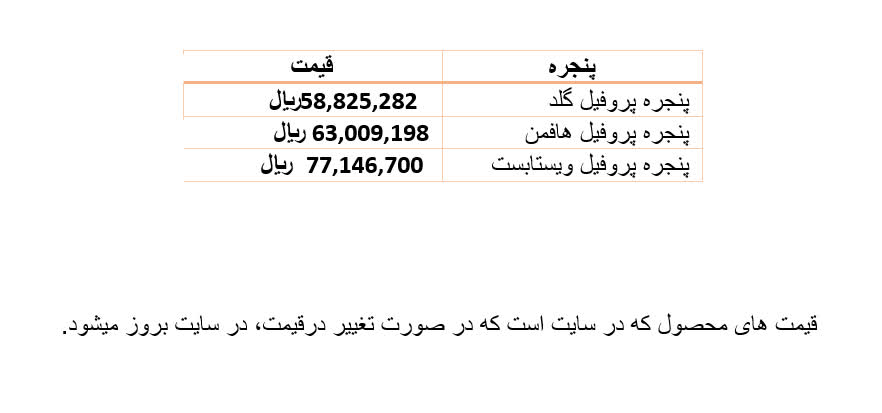 پنجره قیمت
پنجره پروفیل گلد 58,825,282ریال
پنجره پروفیل هافمن 63,009,198 ریال
پنجره پروفیل ویستابست 77,146,700 ریال
قیمت های محصول که در سایت است که در صورت تغییر درقیمت، در سایت بروز میشود.